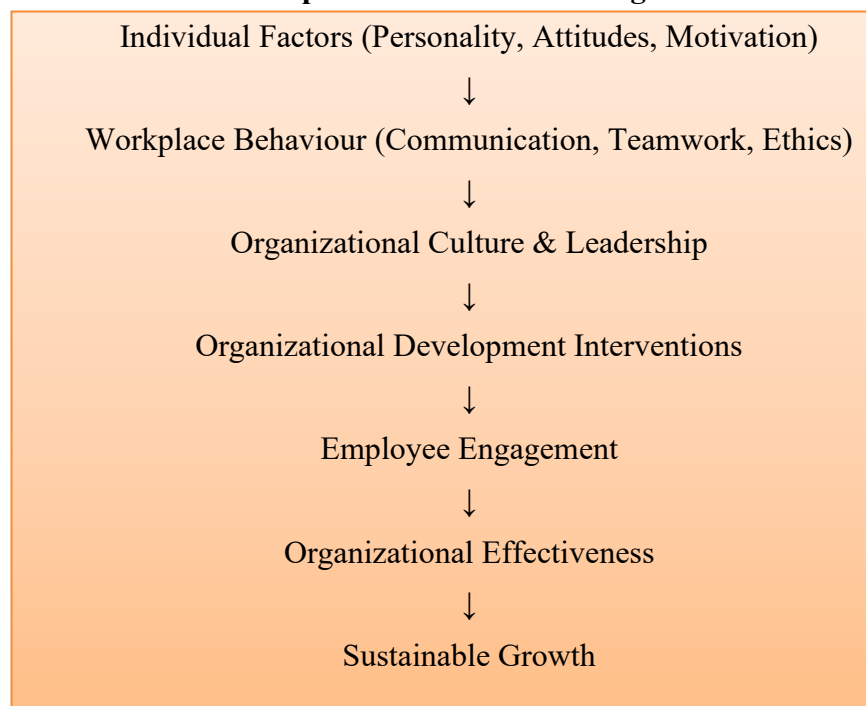 Individual Factors (Personality, Attitudes, Motivation)
↓
Workplace Behaviour (Communication, Teamwork, Ethics)
↓
Organizational Culture & Leadership
↓
Organizational Development Interventions
↓
Employee Engagement
↓
Organizational Effectiveness
↓
Sustainable Growth